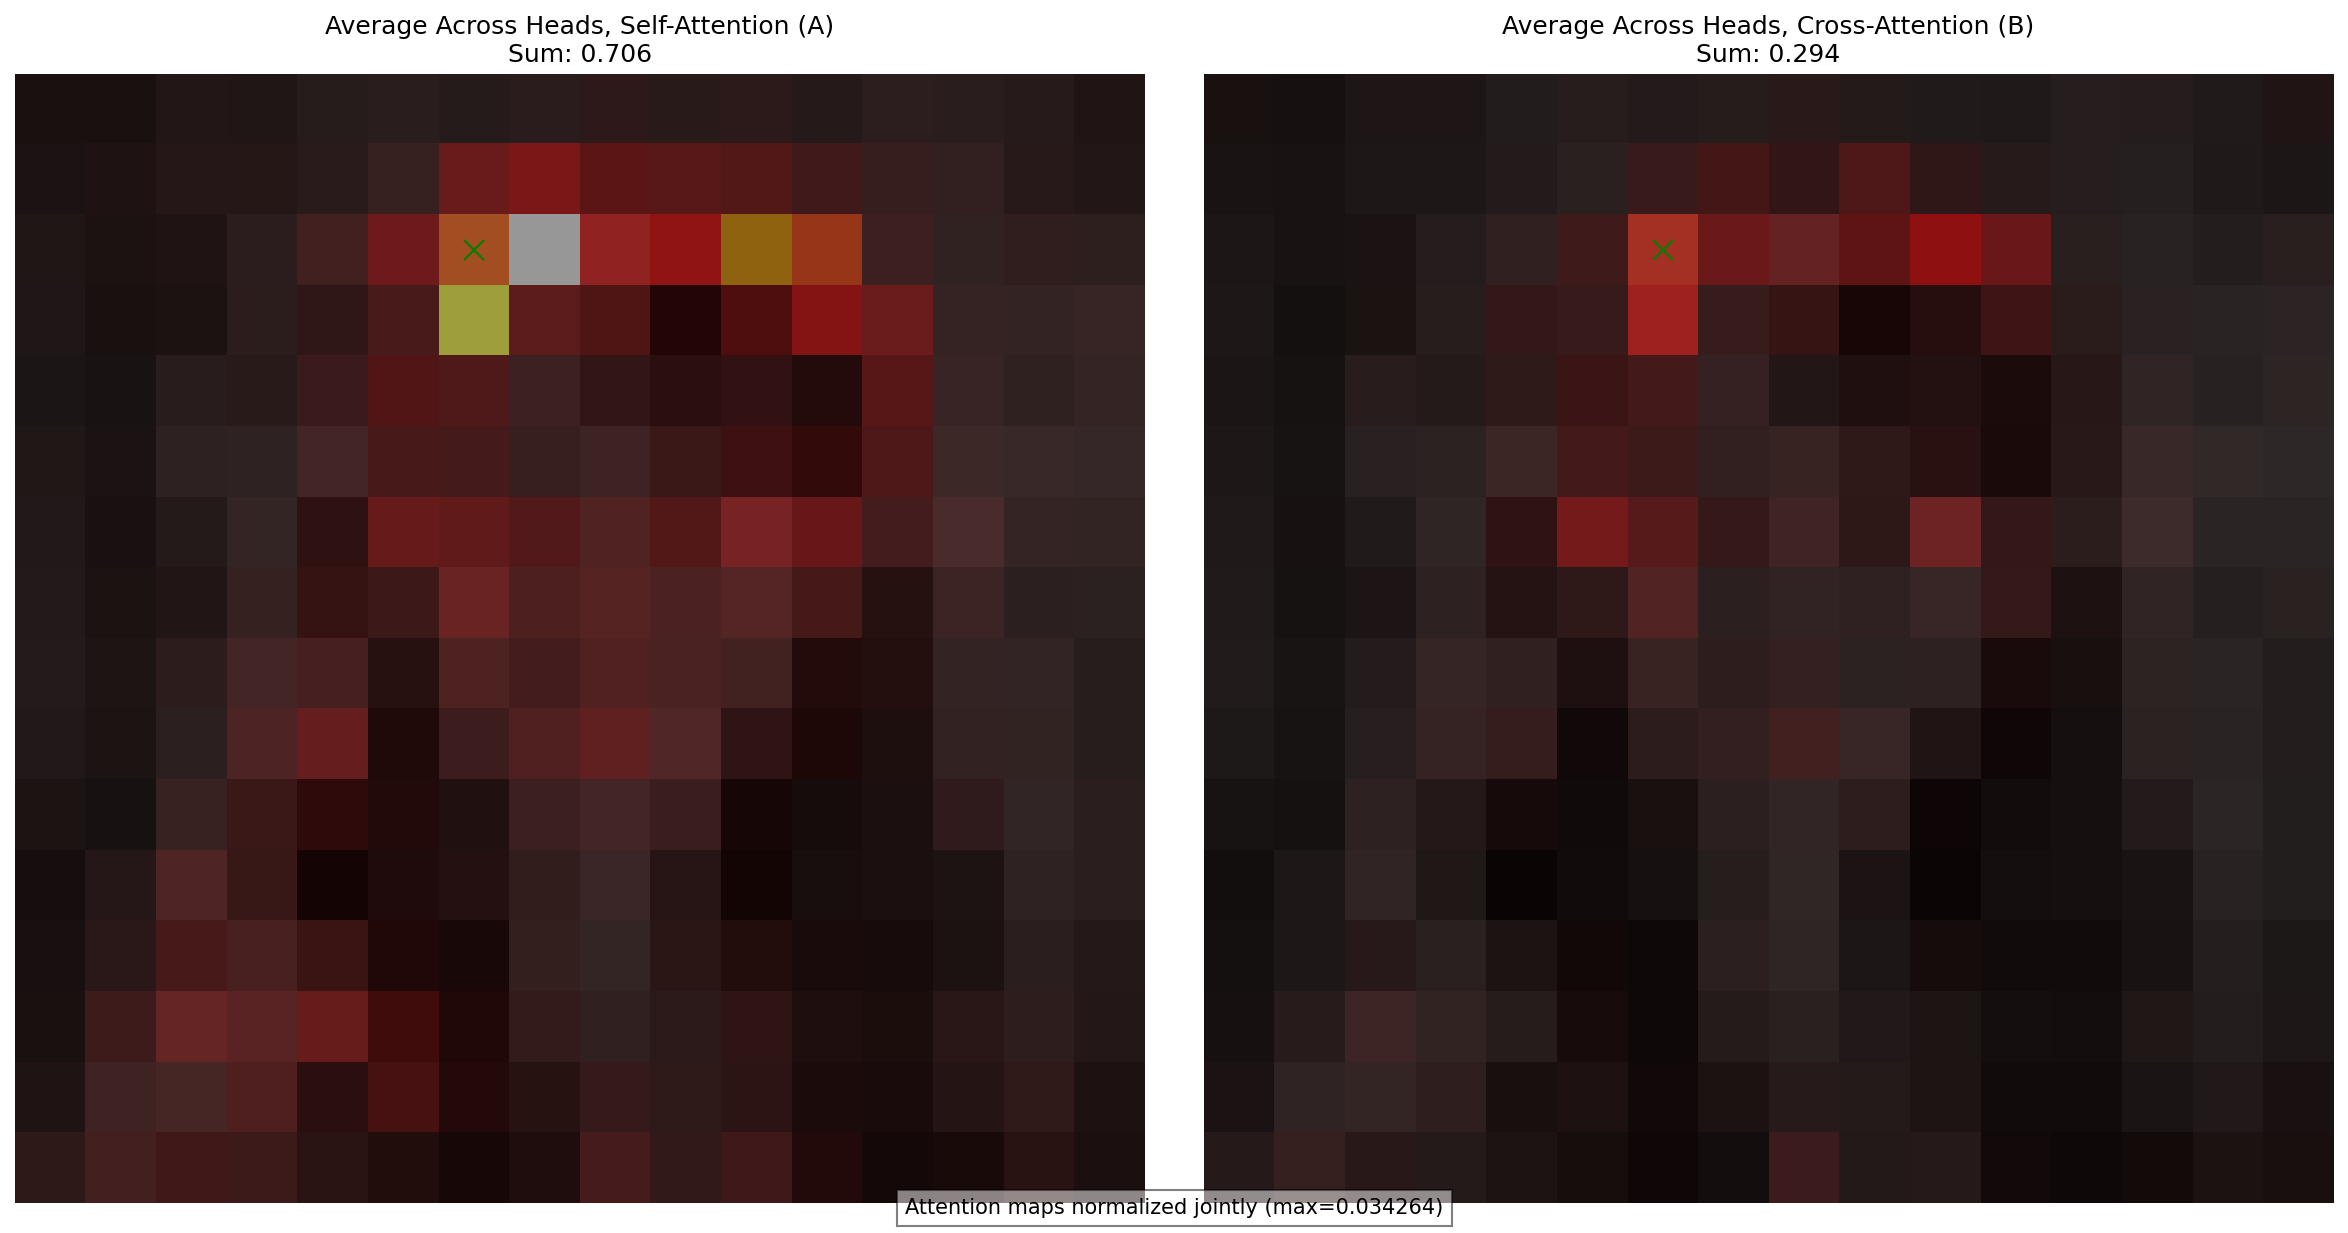 Average Across Heads, Self-Attention (A)
Sum: 0.706
Average Across Heads, Cross-Attention (B)
Sum: 0.294
Attention maps normalized jointly (max=0.034264)